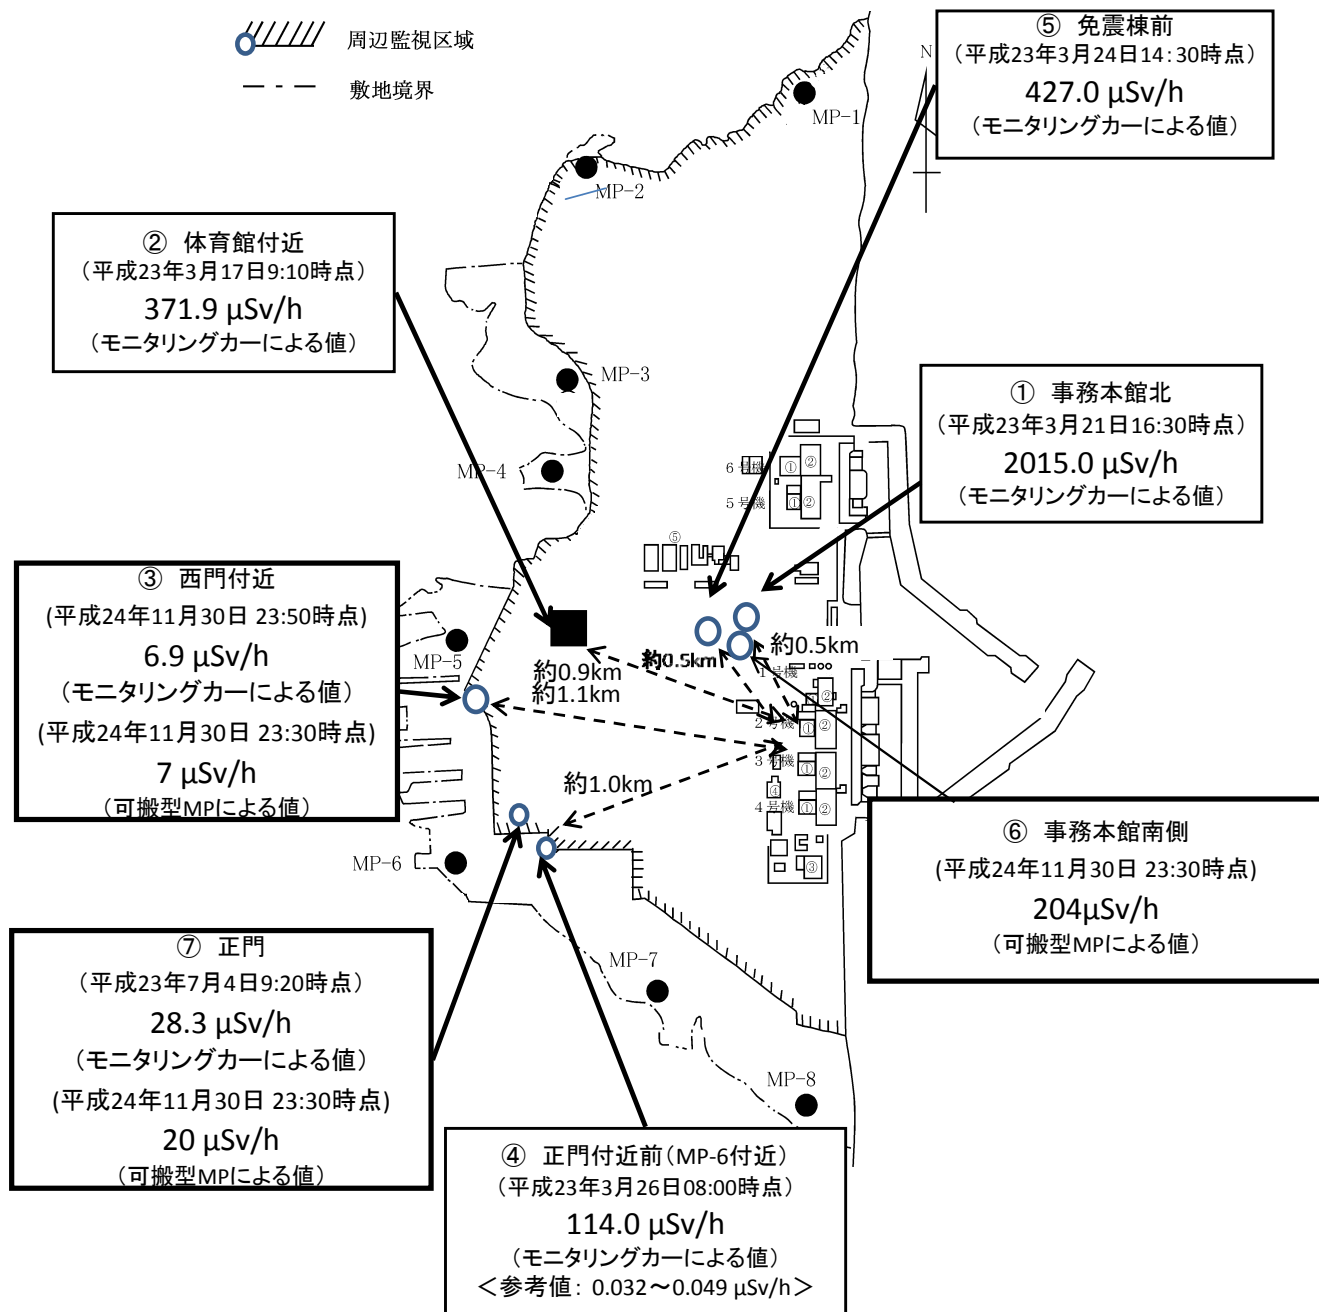 周辺監視区域
敷地境界
⑤ 免震棟前
（平成23年3月24日14：30時点）
427.0 μSv/h
（モニタリングカーによる値）
N
MP-1
MP-2
② 体育館付近
（平成23年3月17日9:10時点）
371.9 μSv/h
（モニタリングカーによる値）
MP-3
MP-4
① 事務本館北
（平成23年3月21日16:30時点）
2015.0 μSv/h
（モニタリングカーによる値）
6号機
①
②
5号機
①
②
⑤
③ 西門付近
(平成24年11月30日 23:50時点)
6.9 μSv/h
（モニタリングカーによる値）
(平成24年11月30日 23:30時点)
7 μSv/h
（可搬型MPによる値）
MP-5
約0.9km
約1.1km
約0.5km
約0.5km
1号機
②
2号機
①
②
3号機
①
②
約1.0km
④
4号機
①
②
③
MP-6
⑥ 事務本館南側
(平成24年11月30日 23:30時点)
204μSv/h
（可搬型MPによる値）
⑦ 正門
（平成23年7月4日9:20時点）
28.3 μSv/h
（モニタリングカーによる値）
(平成24年11月30日 23:30時点)
20 μSv/h
（可搬型MPによる値）
MP-7
MP-8
④ 正門付近前（MP-6付近）
（平成23年3月26日08:00時点）
114.0 μSv/h
（モニタリングカーによる値）
＜参考値：0.032～0.049 μSv/h＞